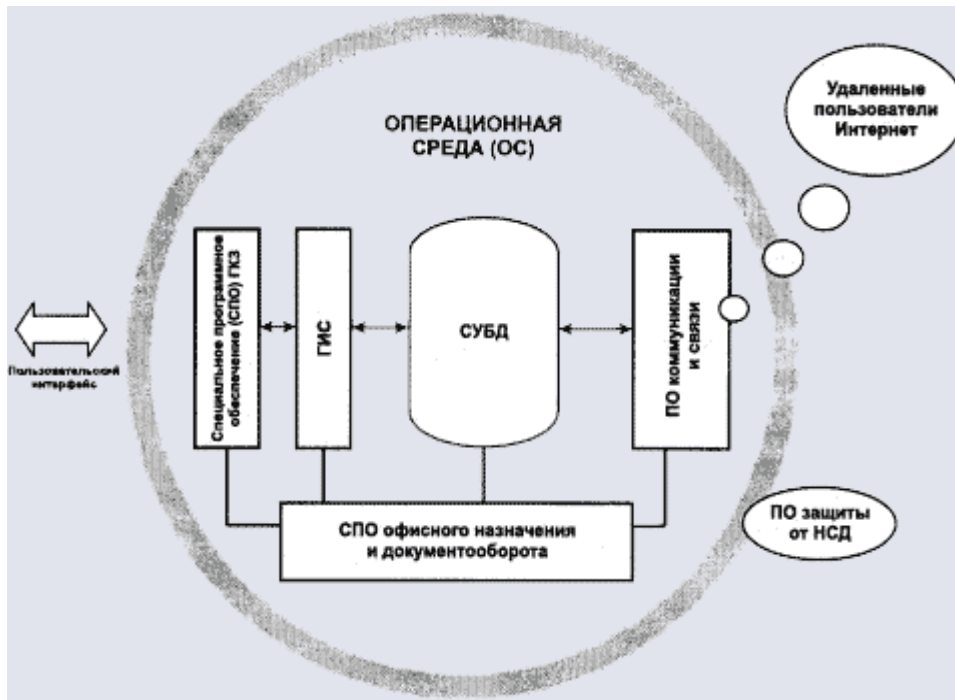 ОПЕРАЦИОННАЯ
СРЕДА (ОС)
Удаленные
пользователи
Интернет
Пользовательский
интерфейс
Специальное программное
обеспечение (СПО) ГКЗ
ГИС
СУБД
ПО коммуникации
и связи
СПО офисного назначения
и документооборота
ПО защиты
от НСД